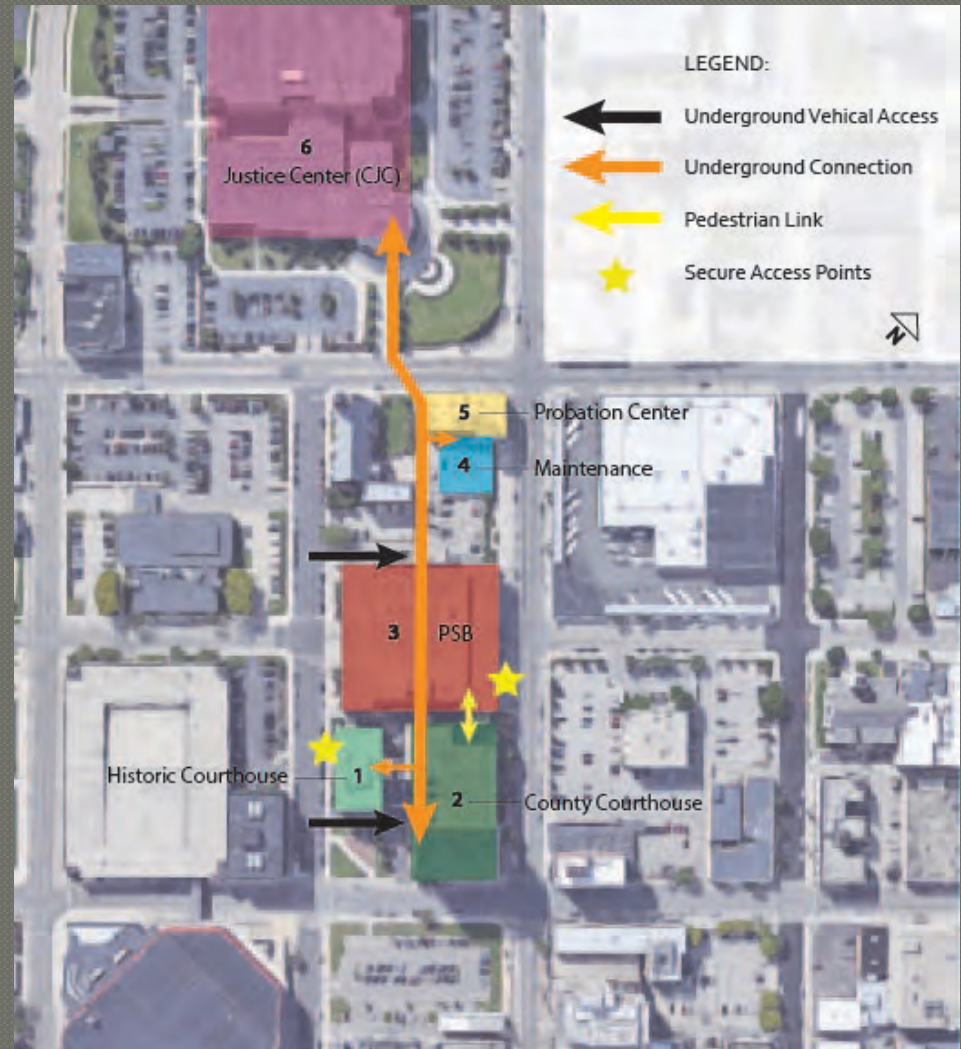 LEGEND:
Underground Vehical Access
Underground Connection
Pedestrian Link
Secure Access Points
N
6
Justice Center (CJC)
5 Probation Center
4 Maintenance
3 PSB
Historic Courthouse 1
2 County Courthouse